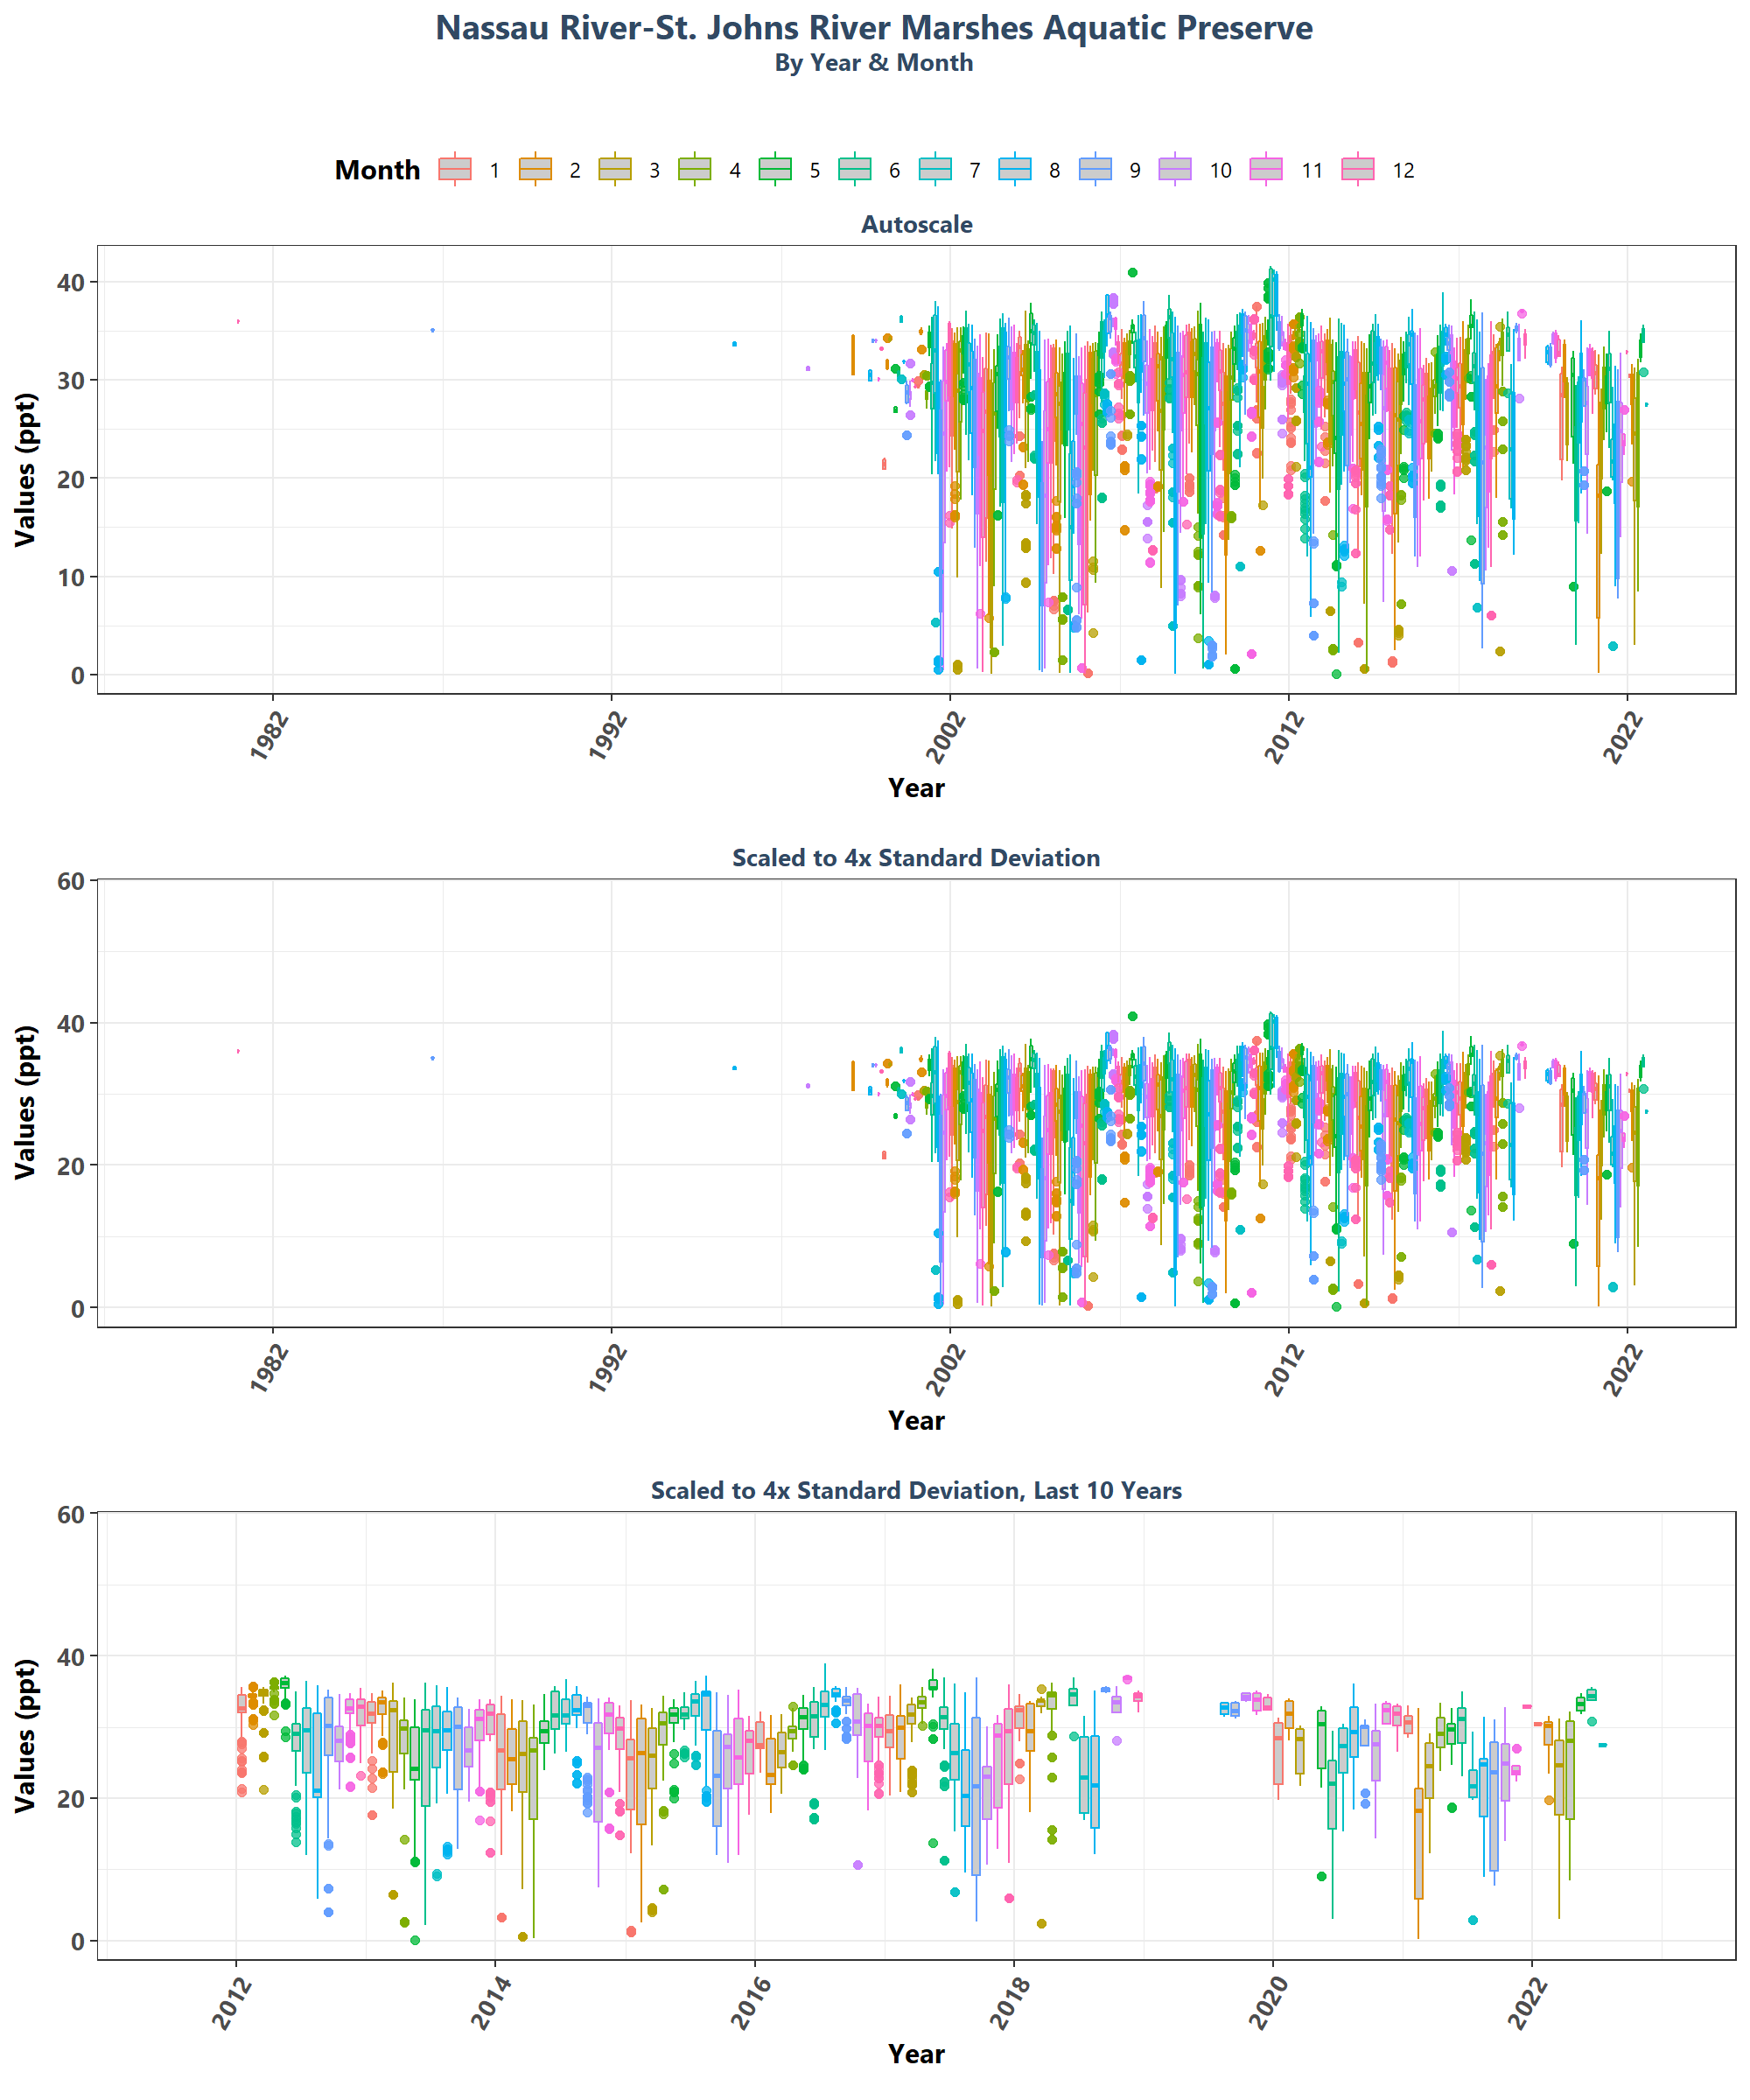 Nassau River-St. Johns River Marshes Aquatic Preserve
By Year & Month
Month 1 2 3 4 5 6 7 8 9 10 11 12
Autoscale
Values (ppt)
40
30
20
10
0
1982 1992 2002 2012 2022
Year
Scaled to 4x Standard Deviation
Values (ppt)
60
40
20
0
1982 1992 2002 2012 2022
Year
Scaled to 4x Standard Deviation, Last 10 Years
Values (ppt)
60
40
20
0
2012 2014 2016 2018 2020 2022
Year